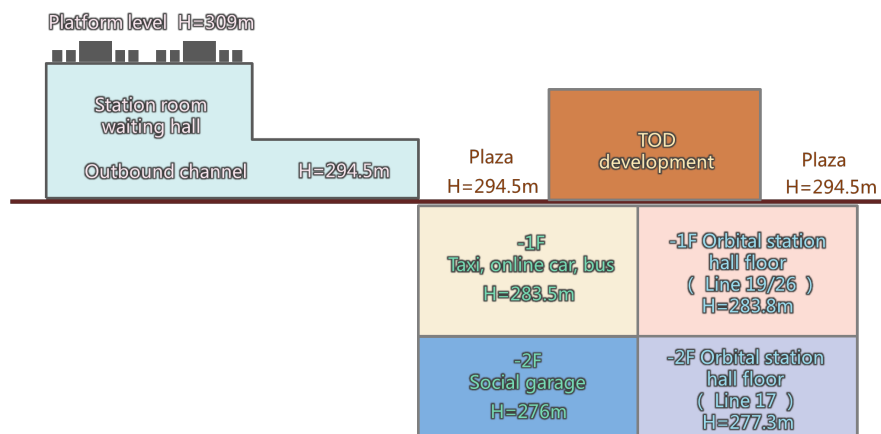 Platform level H=309m
Station room
waiting hall
Outbound channel H=294.5m
Plaza
H=294.5m
TOD
development
Plaza
H=294.5m
-1F
Taxi, online car, bus
H=283.5m
-1F Orbital station
hall floor
( Line 19/26 )
H=283.8m
-2F
Social garage
H=276m
-2F Orbital station
hall floor
( Line 17 )
H=277.3m